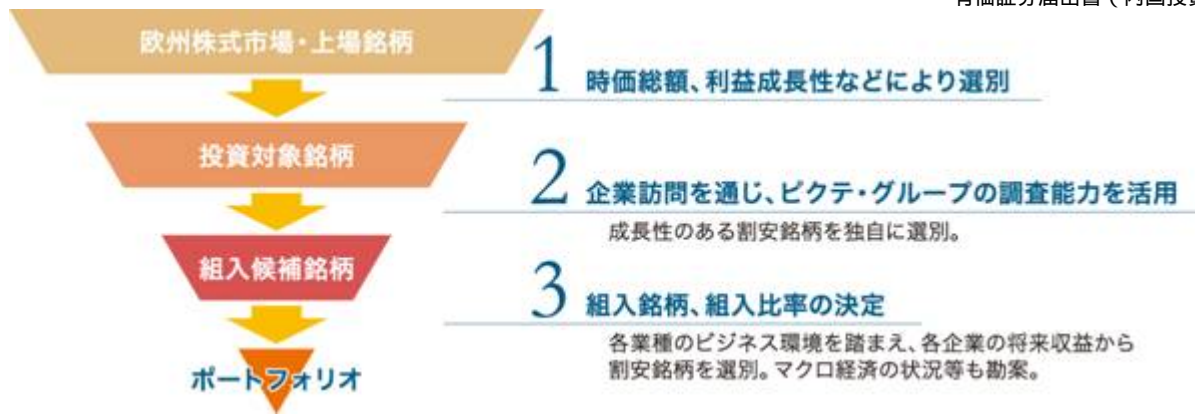 欧州株式市場・上場銘柄
1 時価総額、利益成長性などにより選別
投資対象銘柄
2 企業訪問を通じ、ピクテ・グループの調査能力を活用
成長性のある割安銘柄を独自に選別。
組入候補銘柄
3 組入銘柄、組入比率の決定
各業種のビジネス環境を踏まえ、各企業の将来収益から
割安銘柄を選別。マクロ経済の状況等も勘案。
ポートフォリオ